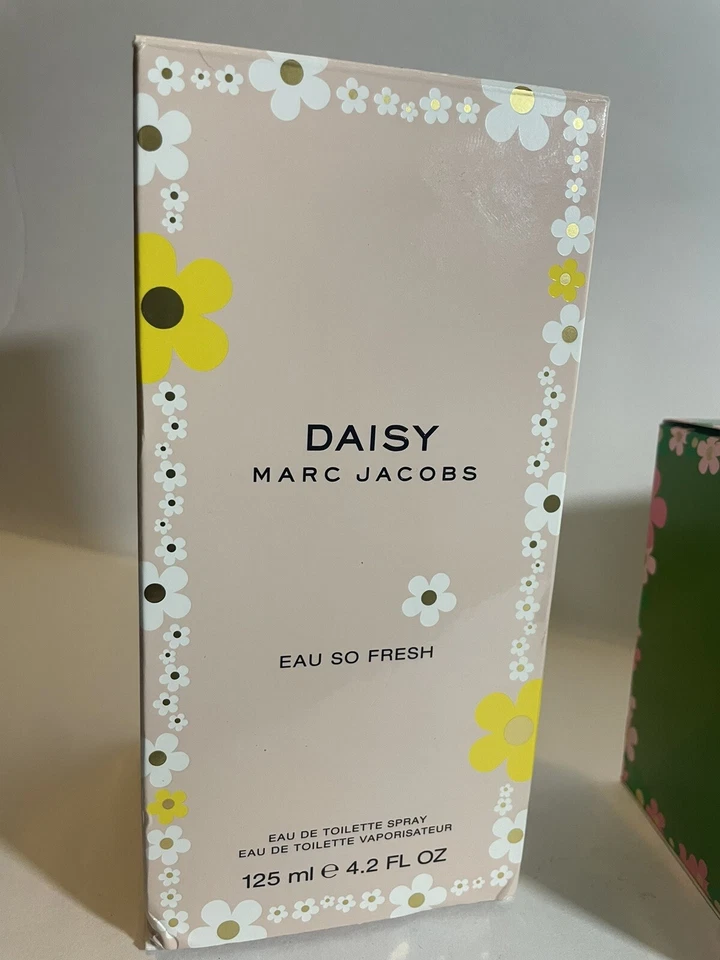 DAISY
MARC JACOBS
EAU SO FRESH
EAU DE TOILETTE SPRAY
EAU DE TOILETTE VAPORISATEUR
125 ml ℮ 4.2 FL OZ